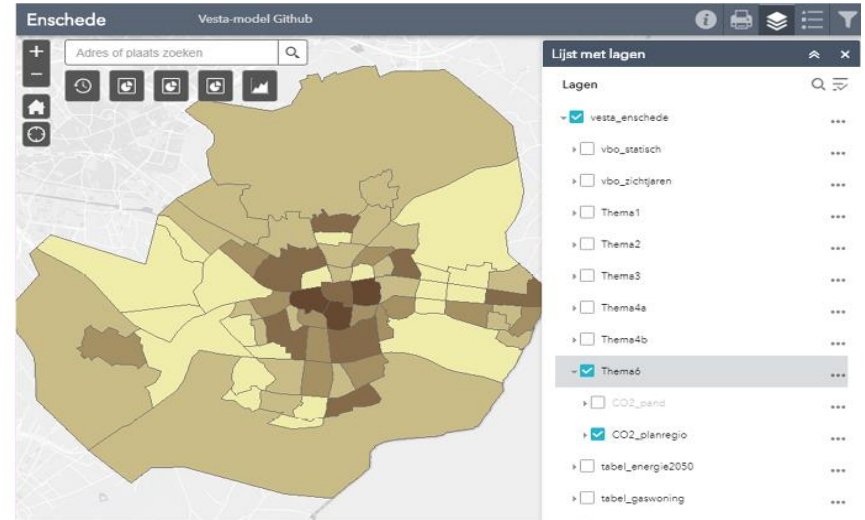 Enschede
Vesta-model Github
Adres of plaats zoeken
Lijst met lagen
Lagen
vesta_enschede
vbo_statisch
vbo_zichtjaren
Thema1
Thema2
Thema3
Thema4a
Thema4b
Thema6
CO2_pand
CO2_planregio
tabel_energie2050
tabel_gaswoning